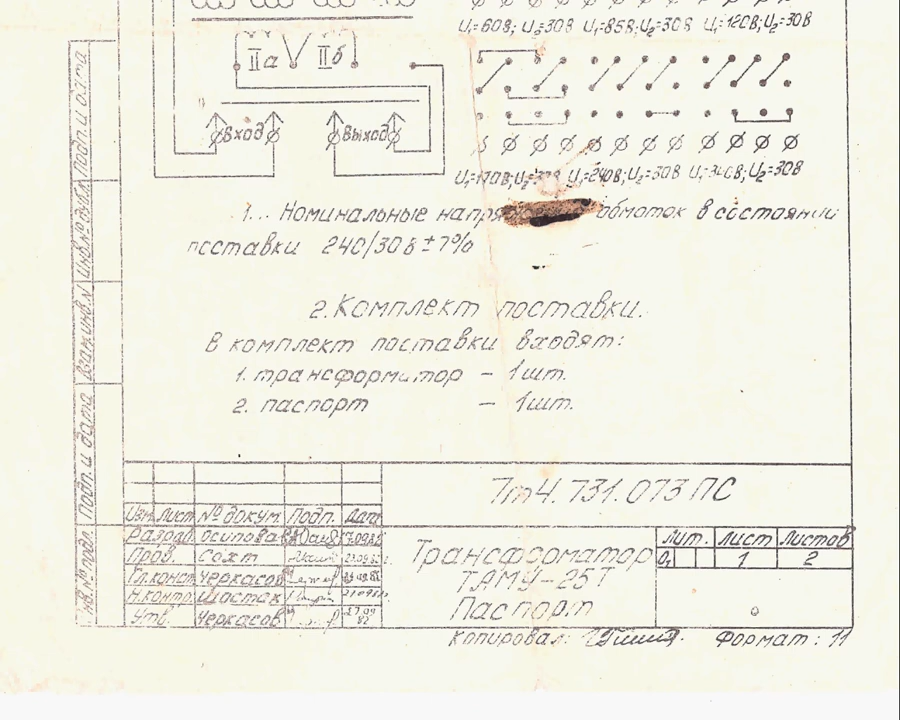 U₁=60В; U₂=30В U₁=85В; U₂=30В U₁=120В; U₂=30В
IIа IIб
Вход Выход
U₁=170В; U₁=240В; U₂=30В U₁=340В; U₂=30В
1... Номинальные обмоток в состоянии
поставки 240/30В ±7%
2. Комплект поставки.
В комплект поставки входят:
1. трансформатор – 1шт.
2. паспорт – 1шт.
Подп. и дата
Инв.№ дубл.
Взам.инв.№
Подп. и дата
Инв.№ подл.
7т4.731.073 ПС
Изм Лист № докум. Подп. Дата
Разраб. Осипова
Пров. Сохт
Гл.конст Черкасов
Н.контр Шастак
Утв. Черкасов
Трансформатор
ТАМУ-25Т
Паспорт
Лит. Лист Листов
О₁ 1 2
Копировал: Формат: 11